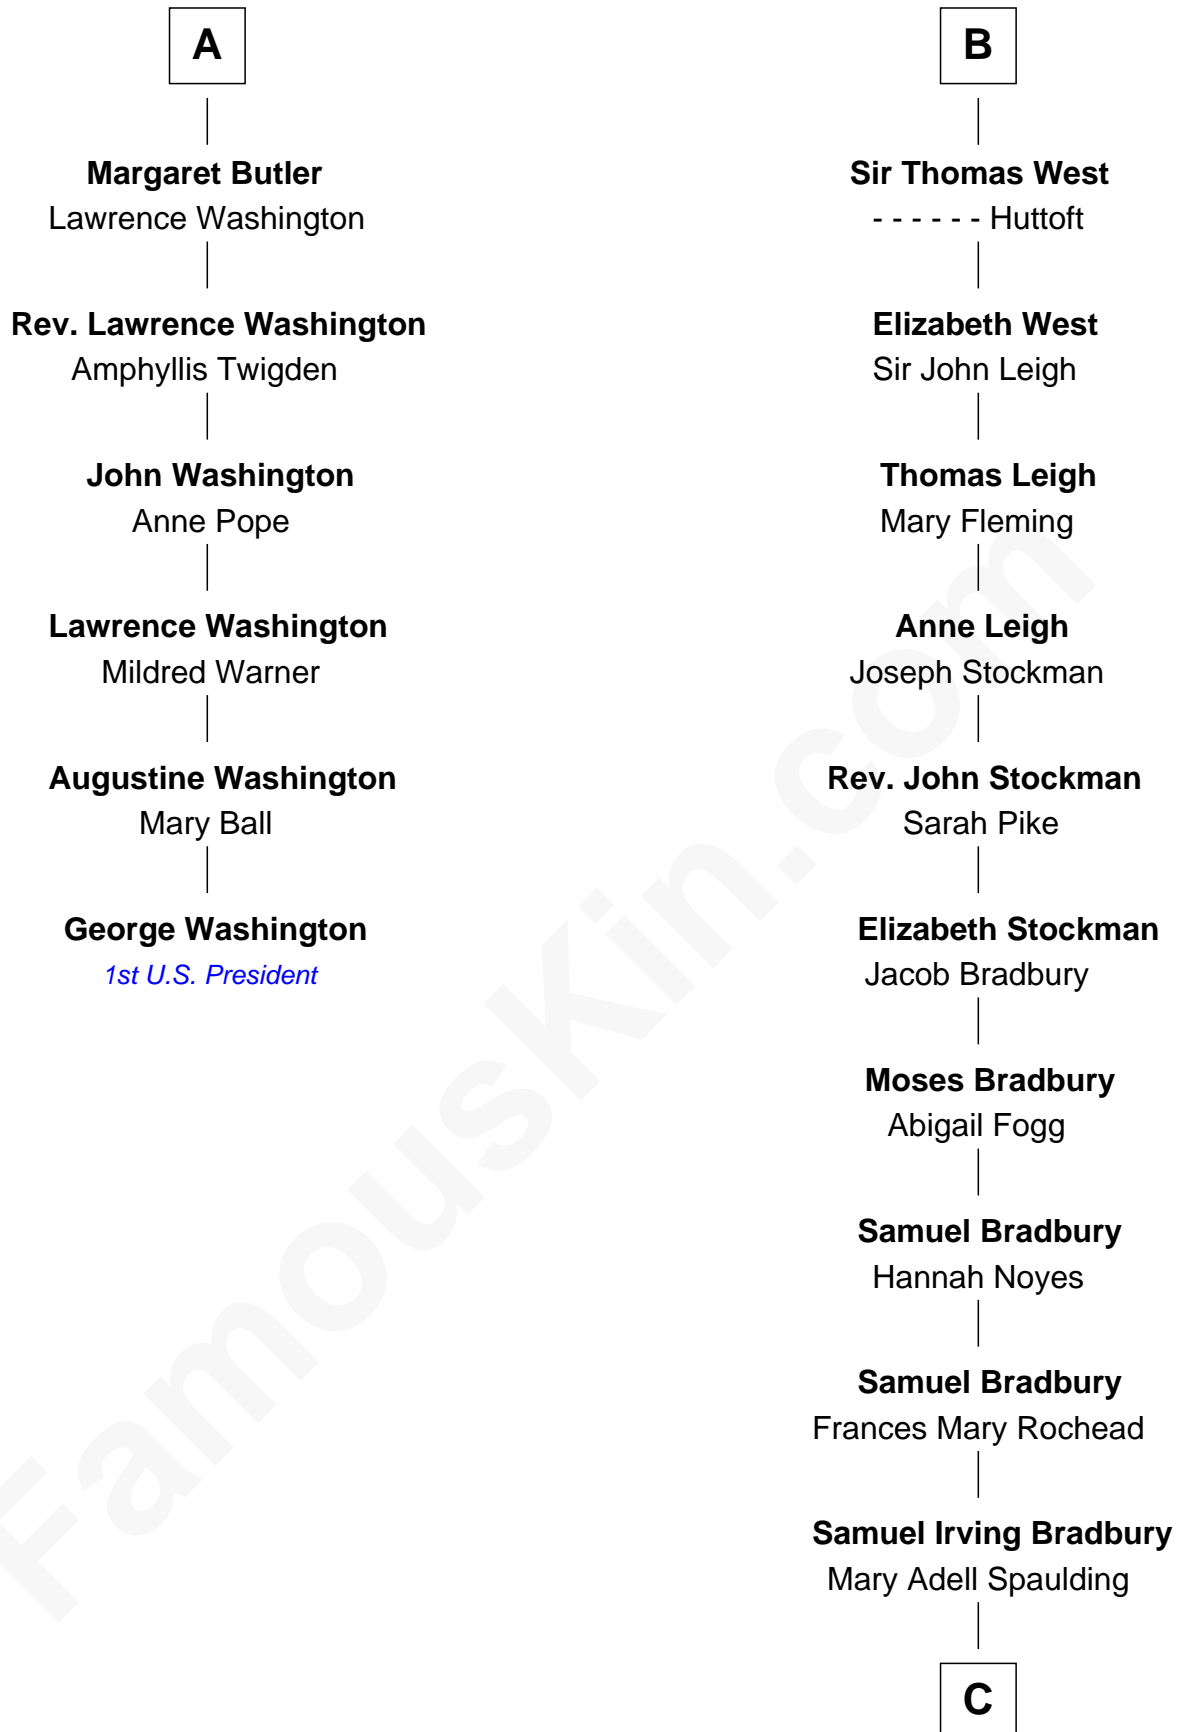 A
Margaret Butler
Lawrence Washington
Rev. Lawrence Washington
Amphyllis Twigden
John Washington
Anne Pope
Lawrence Washington
Mildred Warner
Augustine Washington
Mary Ball
George Washington
1st U.S. President
B
Sir Thomas West
- - - - - - Huttoft
Elizabeth West
Sir John Leigh
Thomas Leigh
Mary Fleming
Anne Leigh
Joseph Stockman
Rev. John Stockman
Sarah Pike
Elizabeth Stockman
Jacob Bradbury
Moses Bradbury
Abigail Fogg
Samuel Bradbury
Hannah Noyes
Samuel Bradbury
Frances Mary Rochead
Samuel Irving Bradbury
Mary Adell Spaulding
C
FamousKin.com